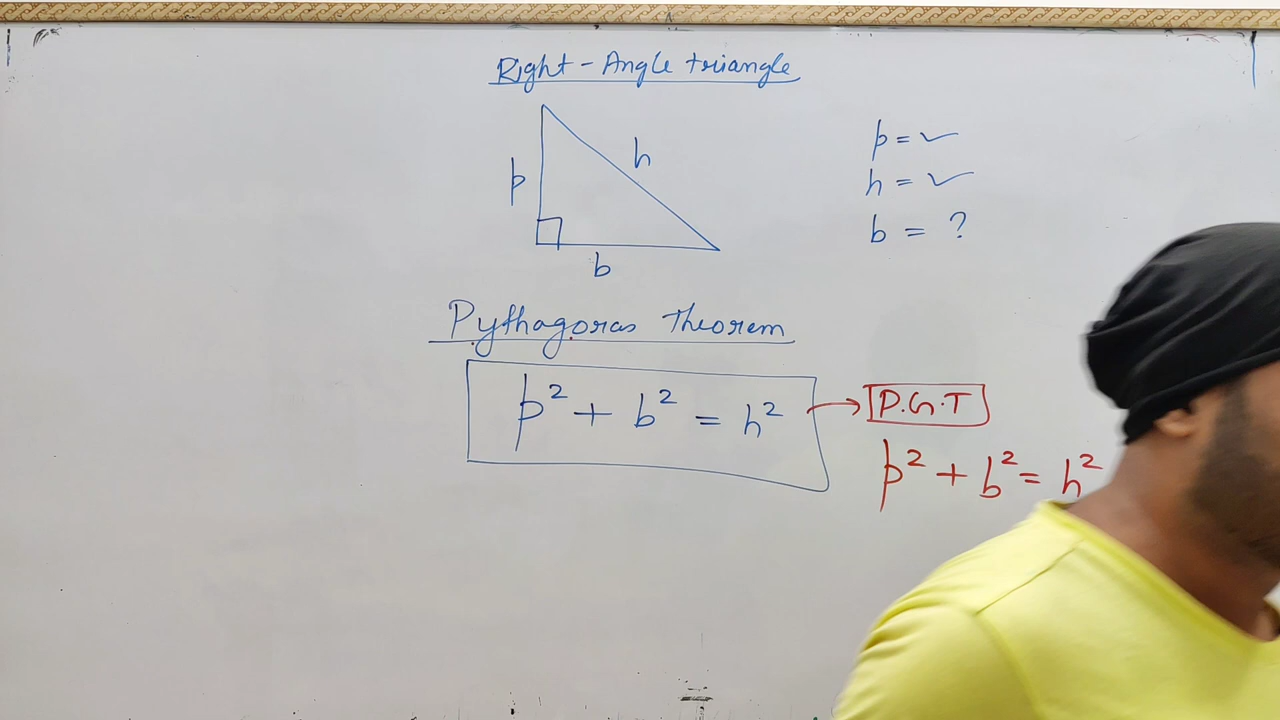 Right - Angle triangle
p
h
b
p = ✓
h = ✓
b = ?
Pythagoras Theorem
p² + b² = h²
P.G.T
p² + b² = h²